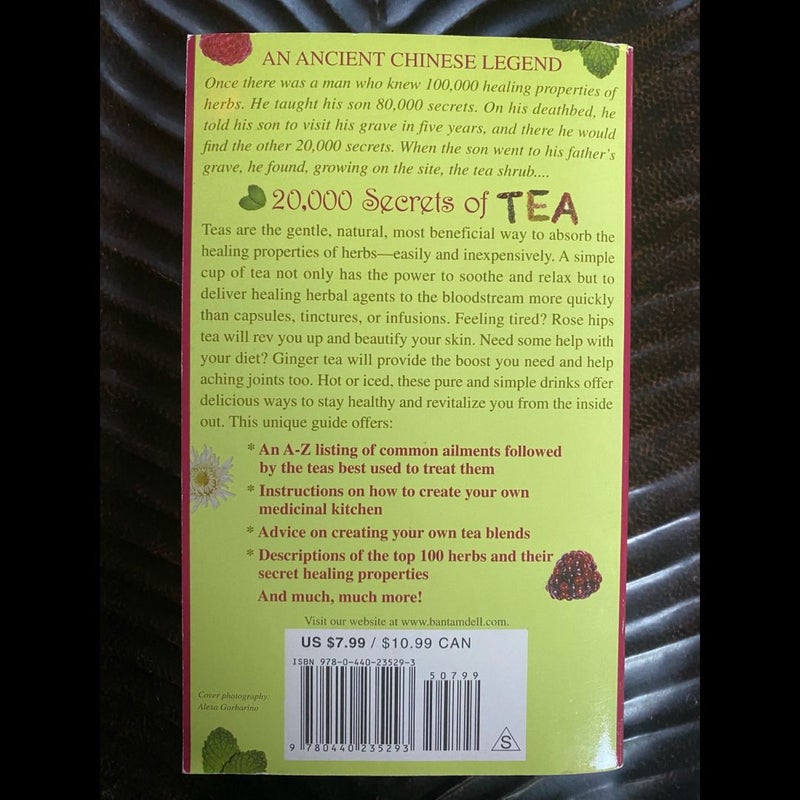 AN ANCIENT CHINESE LEGEND
Once there was a man who knew 100,000 healing properties of
herbs. He taught his son 80,000 secrets. On his deathbed, he
told his son to visit his grave in five years, and there he would
find the other 20,000 secrets. When the son went to his father's
grave, he found, growing on the site, the tea shrub....
20,000 Secrets of TEA
Teas are the gentle, natural, most beneficial way to absorb the
healing properties of herbs—easily and inexpensively. A simple
cup of tea not only has the power to soothe and relax but to
deliver healing herbal agents to the bloodstream more quickly
than capsules, tinctures, or infusions. Feeling tired? Rose hips
tea will rev you up and beautify your skin. Need some help with
your diet? Ginger tea will provide the boost you need and help
aching joints too. Hot or iced, these pure and simple drinks offer
delicious ways to stay healthy and revitalize you from the inside
out. This unique guide offers:
* An A-Z listing of common ailments followed
by the teas best used to treat them
* Instructions on how to create your own
medicinal kitchen
* Advice on creating your own tea blends
* Descriptions of the top 100 herbs and their
secret healing properties
And much, much more!
Visit our website at www.bantamdell.com.
US $7.99 / $10.99 CAN
ISBN 978-0-440-23529-3
50799
9 780440 235293
S
Cover photography:
Alexa Garbarino